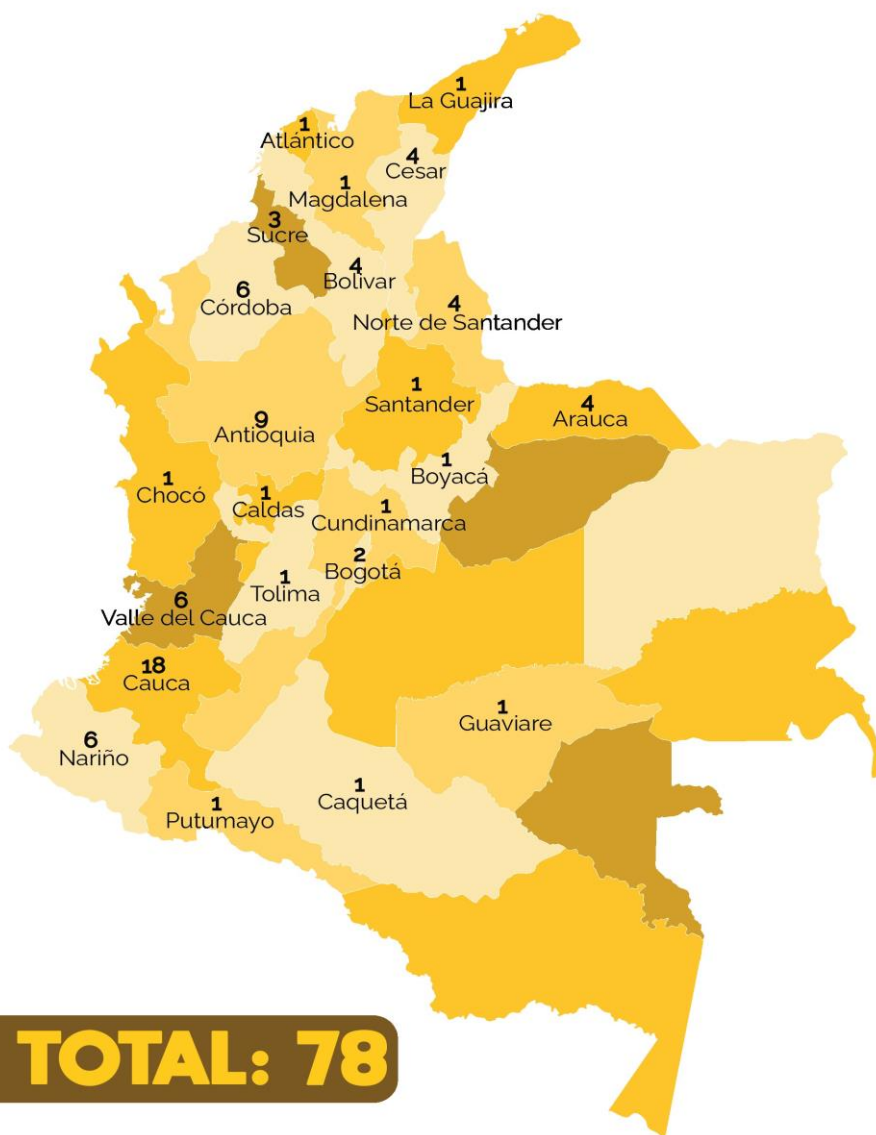 1
La Guajira
1
Atlántico
4
Cesar
1
Magdalena
3
Sucre
4
Bolivar
6
Córdoba
4
Norte de Santander
1
Santander
4
Arauca
9
Antioquia
1
Boyacá
1
Chocó
1
Caldas
1
Cundinamarca
2
Bogotá
1
Tolima
6
Valle del Cauca
18
Cauca
1
Guaviare
6
Nariño
1
Caquetá
1
Putumayo
TOTAL: 78